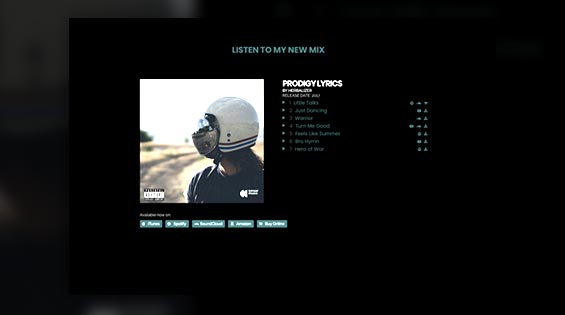 LISTEN TO MY NEW MIX
PRODIGY LYRICS
BY HERBALIZER
RELEASE DATE: JULY
1 Little Talks
2 Just Dancing
3 Warrior
4 Turn Me Good
5 Feels Like Summer
6 Bro Hymn
7 Hero of War
Available now on:
iTunes
Spotify
SoundCloud
Amazon
Buy Online